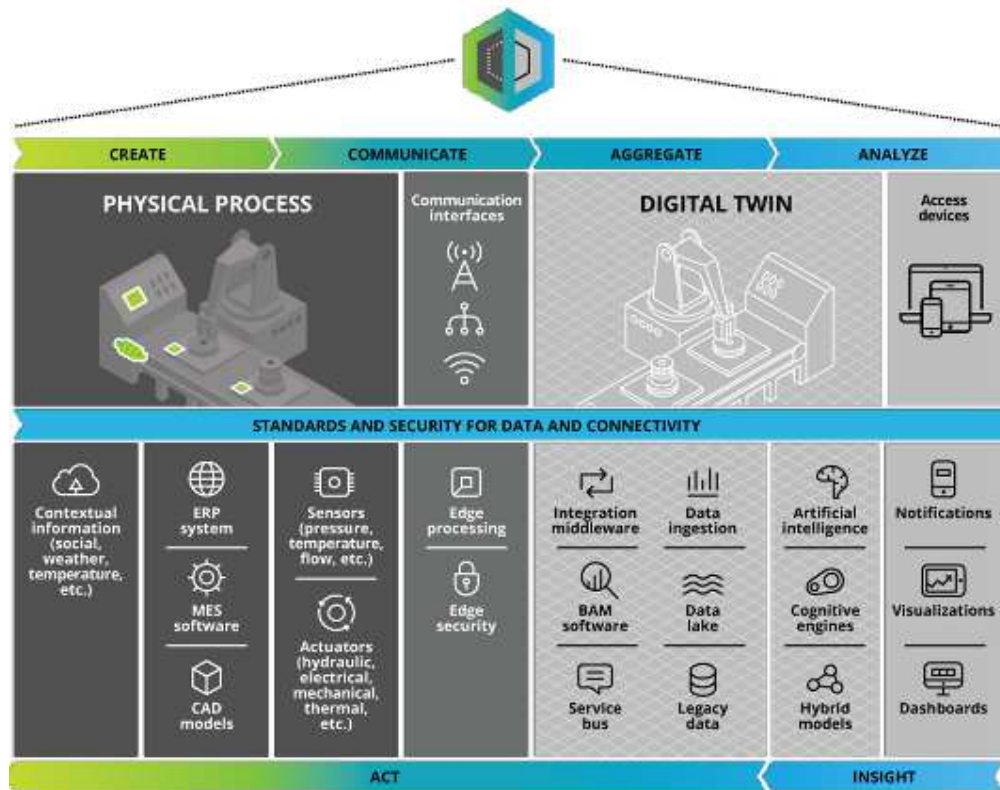 CREATE
COMMUNICATE
AGGREGATE
ANALYZE
PHYSICAL PROCESS
Communication
interfaces
DIGITAL TWIN
Access
devices
STANDARDS AND SECURITY FOR DATA AND CONNECTIVITY
Contextual
information
(social,
weather,
temperature,
etc.)
ERP
system
MES
software
CAD
models
Sensors
(pressure,
temperature,
flow, etc.)
Actuators
(hydraulic,
electrical,
mechanical,
thermal,
etc.)
Edge
processing
Edge
security
Integration
middleware
BAM
software
Service
bus
Data
ingestion
Data
lake
Legacy
data
Artificial
intelligence
Cognitive
engines
Hybrid
models
Notifications
Visualizations
Dashboards
ACT
INSIGHT